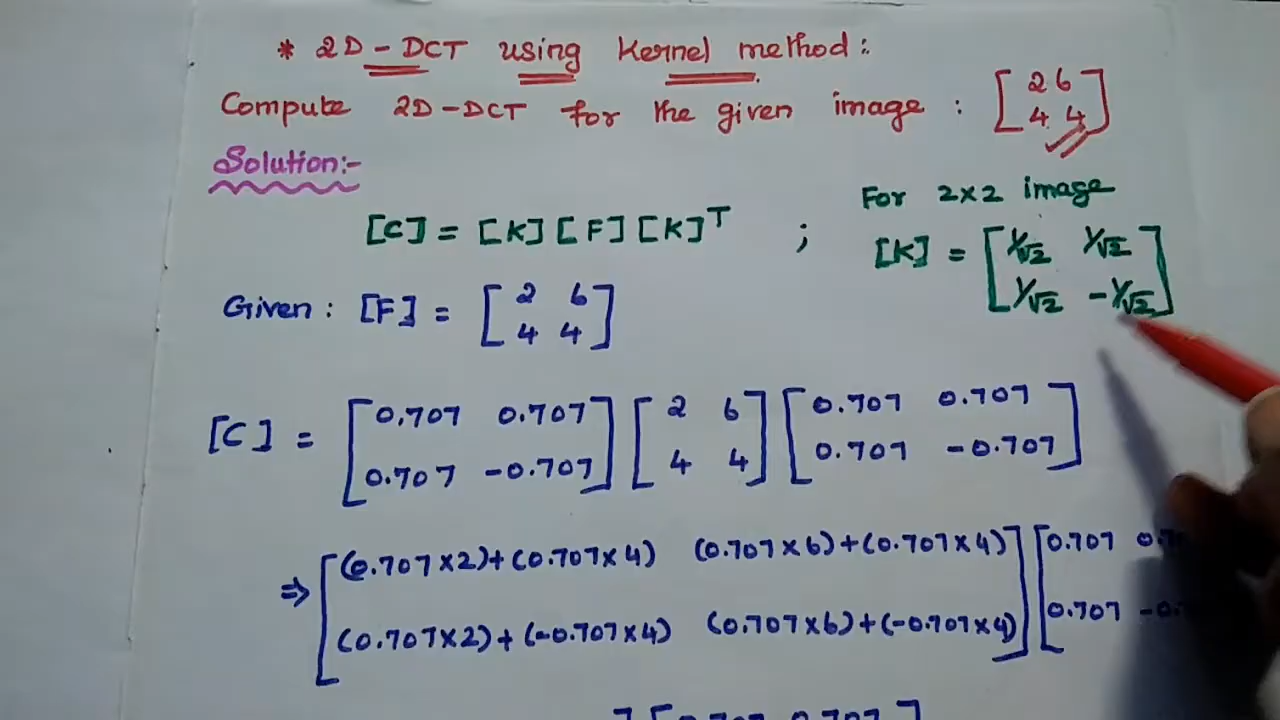 * 2D-DCT using Kernel method:
Compute 2D-DCT for the given image : [2 6
4 4]
Solution:-
For 2×2 image
[C] = [K] [F] [K]^T ; [K] = [1/√2 1/√2
1/√2 -1/√2]
Given: [F] = [2 6
4 4]
[C] = [0.707 0.707 [2 6 [0.707 0.707
0.707 -0.707] 4 4] 0.707 -0.707]
⇒ [(0.707×2)+(0.707×4) (0.707×6)+(0.707×4) [0.707
(0.707×2)+(-0.707×4) (0.707×6)+(-0.707×4)] 0.707
] [0.707 0.707]